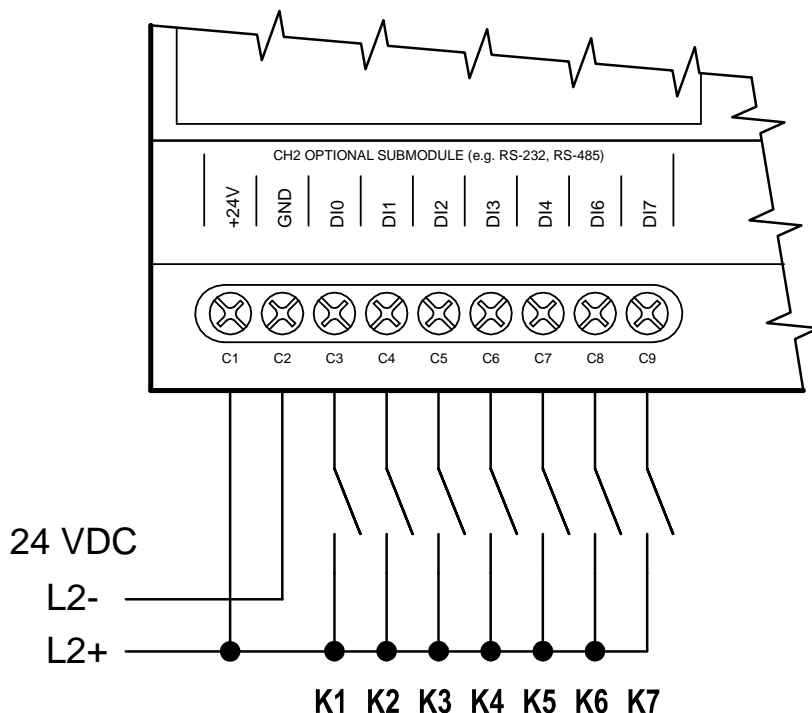 CH2 OPTIONAL SUBMODULE (e.g. RS-232, RS-485)
+24V GND DI0 DI1 DI2 DI3 DI4 DI6 DI7
C1 C2 C3 C4 C5 C6 C7 C8 C9
24 VDC
L2-
L2+
K1 K2 K3 K4 K5 K6 K7